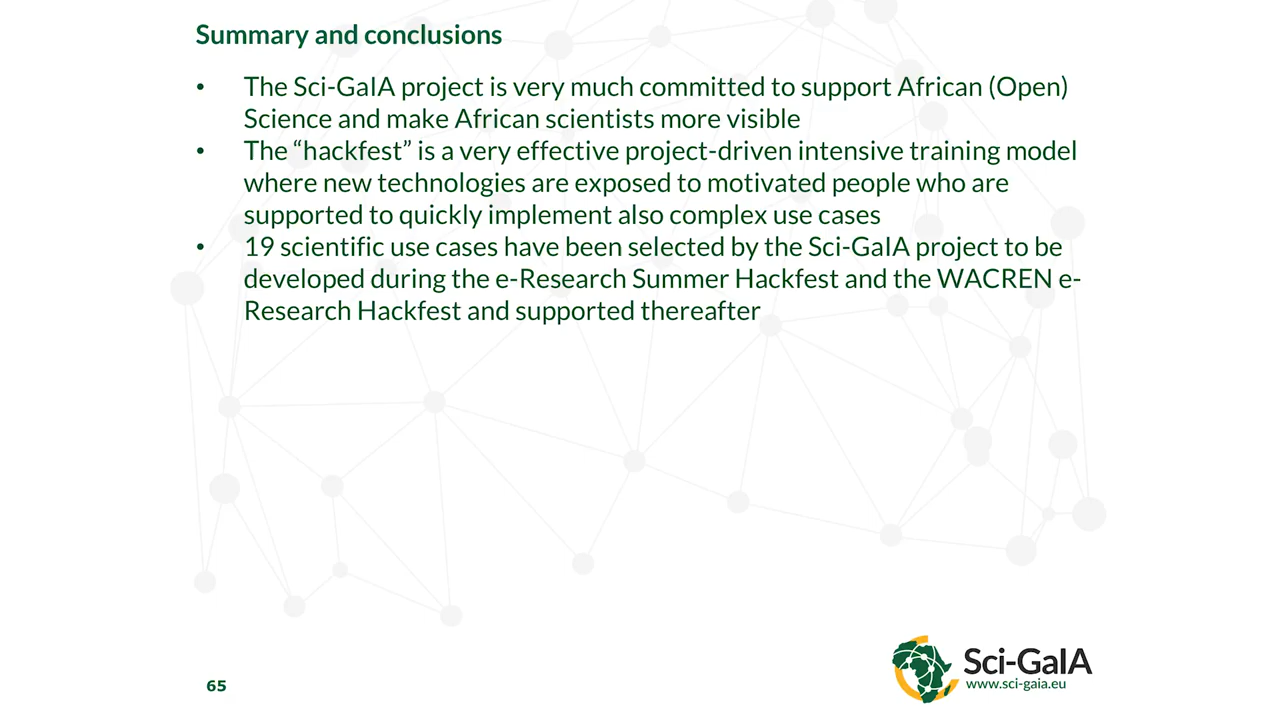 Summary and conclusions
• The Sci-GaIA project is very much committed to support African (Open)
Science and make African scientists more visible
• The “hackfest” is a very effective project-driven intensive training model
where new technologies are exposed to motivated people who are
supported to quickly implement also complex use cases
• 19 scientific use cases have been selected by the Sci-GaIA project to be
developed during the e-Research Summer Hackfest and the WACREN e-
Research Hackfest and supported thereafter
65
Sci-GaIA
www.sci-gaia.eu